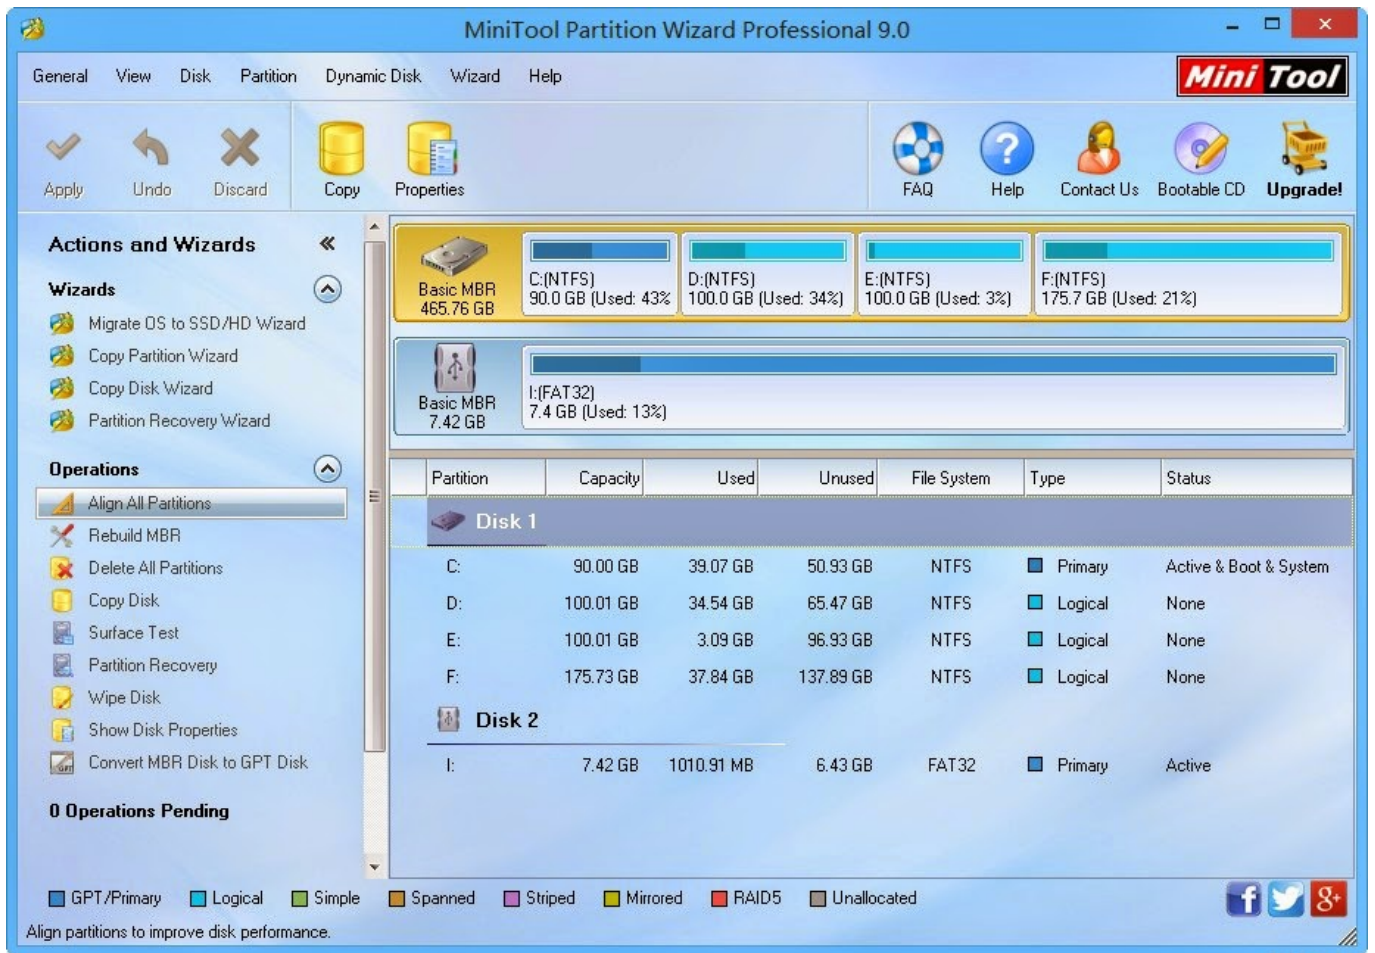 MiniTool Partition Wizard Professional 9.0
General View Disk Partition Dynamic Disk Wizard Help
Mini Tool
Apply Undo Discard Copy Properties FAQ Help Contact Us Bootable CD Upgrade!
Actions and Wizards
Wizards
Migrate OS to SSD/HD Wizard
Copy Partition Wizard
Copy Disk Wizard
Partition Recovery Wizard
Operations
Align All Partitions
Rebuild MBR
Delete All Partitions
Copy Disk
Surface Test
Partition Recovery
Wipe Disk
Show Disk Properties
Convert MBR Disk to GPT Disk
GPT
0 Operations Pending
Basic MBR
465.76 GB
C:(NTFS)
90.0 GB (Used: 43%
D:(NTFS)
100.0 GB (Used: 34%)
E:(NTFS)
100.0 GB (Used: 3%)
F:(NTFS)
175.7 GB (Used: 21%)
Basic MBR
7.42 GB
I:(FAT32)
7.4 GB (Used: 13%)
Partition Capacity Used Unused File System Type Status
Disk 1
C: 90.00 GB 39.07 GB 50.93 GB NTFS Primary Active & Boot & System
D: 100.01 GB 34.54 GB 65.47 GB NTFS Logical None
E: 100.01 GB 3.09 GB 96.93 GB NTFS Logical None
F: 175.73 GB 37.84 GB 137.89 GB NTFS Logical None
Disk 2
I: 7.42 GB 1010.91 MB 6.43 GB FAT32 Primary Active
GPT/Primary Logical Simple Spanned Striped Mirrored RAID5 Unallocated
f 8+
Align partitions to improve disk performance.